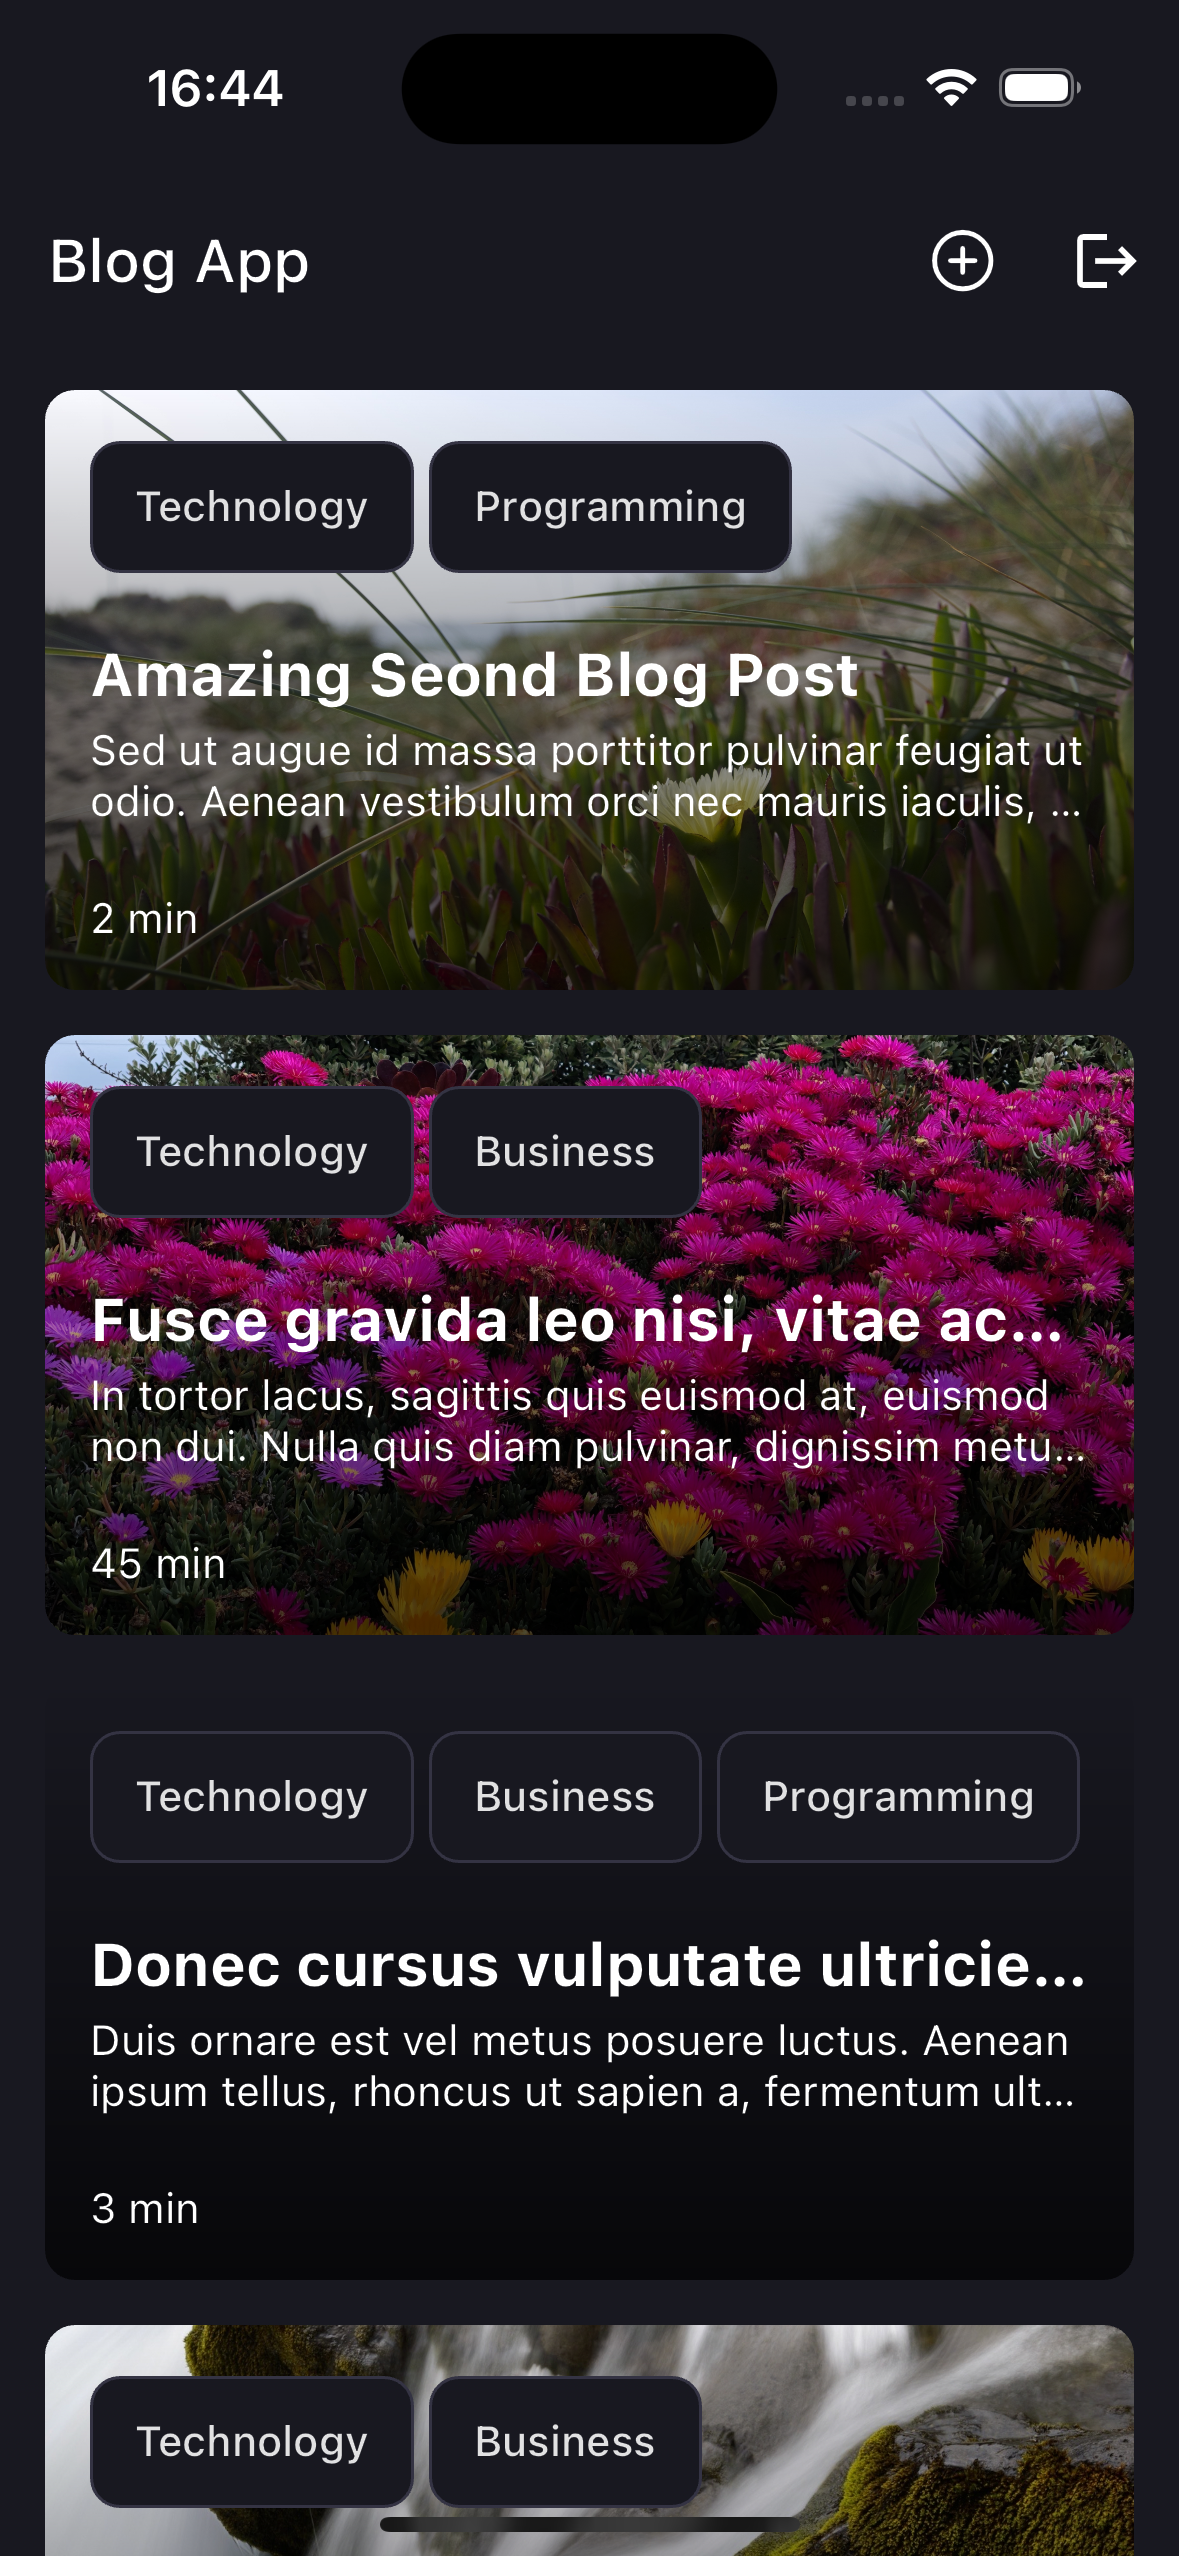 16:44
Blog App
Technology Programming
Amazing Seond Blog Post
Sed ut augue id massa porttitor pulvinar feugiat ut
odio. Aenean vestibulum orci nec mauris iaculis, ...
2 min
Technology Business
Fusce gravida leo nisi, vitae ac...
In tortor lacus, sagittis quis euismod at, euismod
non dui. Nulla quis diam pulvinar, dignissim metu...
45 min
Technology Business Programming
Donec cursus vulputate ultricie...
Duis ornare est vel metus posuere luctus. Aenean
ipsum tellus, rhoncus ut sapien a, fermentum ult...
3 min
Technology Business